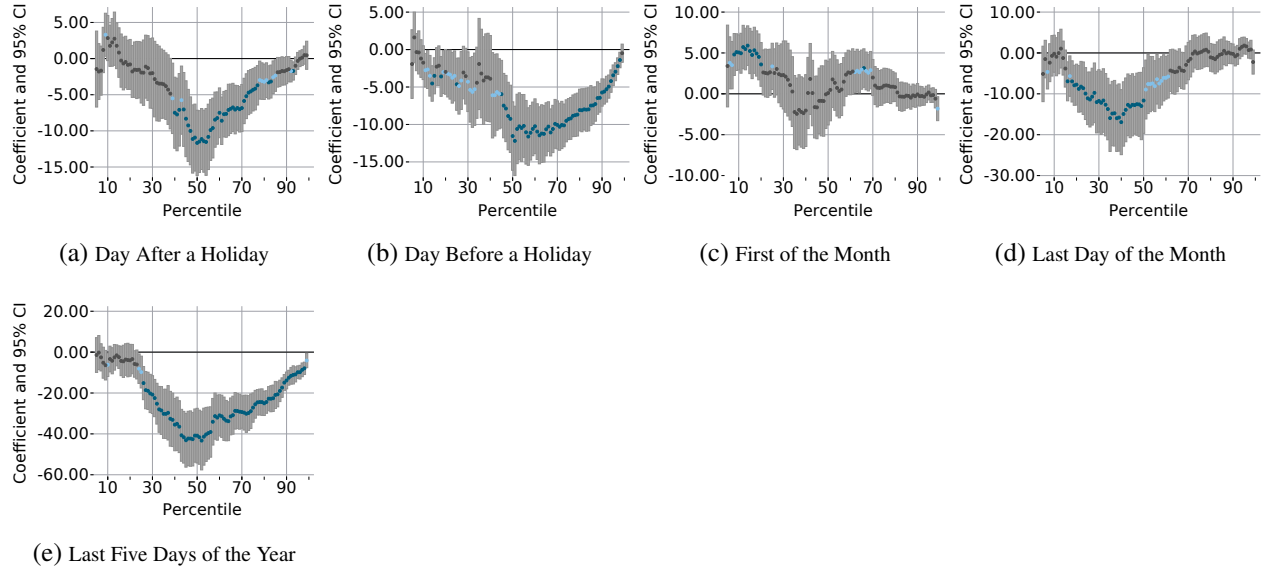 Coefficient and 95% CI
5.00
0.00
-5.00
-10.00
-15.00
10 30 50 70 90
Percentile
(a) Day After a Holiday
Coefficient and 95% CI
5.00
0.00
-5.00
-10.00
-15.00
10 30 50 70 90
Percentile
(b) Day Before a Holiday
Coefficient and 95% CI
10.00
5.00
0.00
-5.00
-10.00
10 30 50 70 90
Percentile
(c) First of the Month
Coefficient and 95% CI
10.00
0.00
-10.00
-20.00
-30.00
10 30 50 70 90
Percentile
(d) Last Day of the Month
Coefficient and 95% CI
20.00
0.00
-20.00
-40.00
-60.00
10 30 50 70 90
Percentile
(e) Last Five Days of the Year